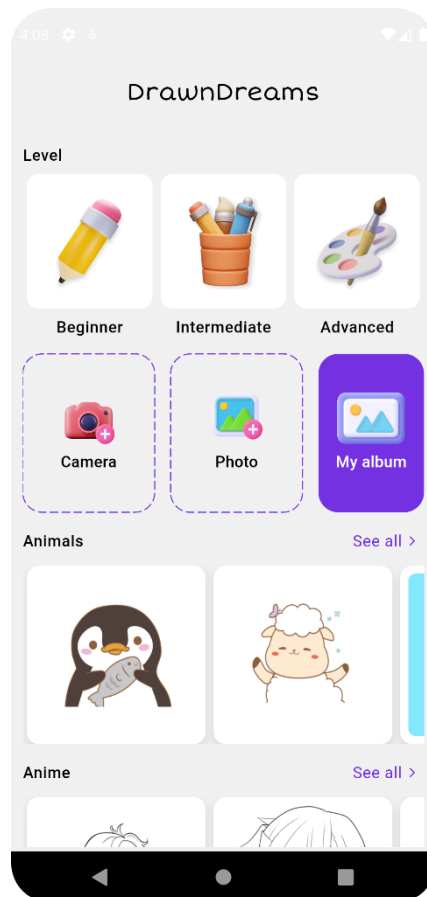 4:08
DrawnDreams
Level
Beginner Intermediate Advanced
Camera Photo My album
Animals See all >
Anime See all >